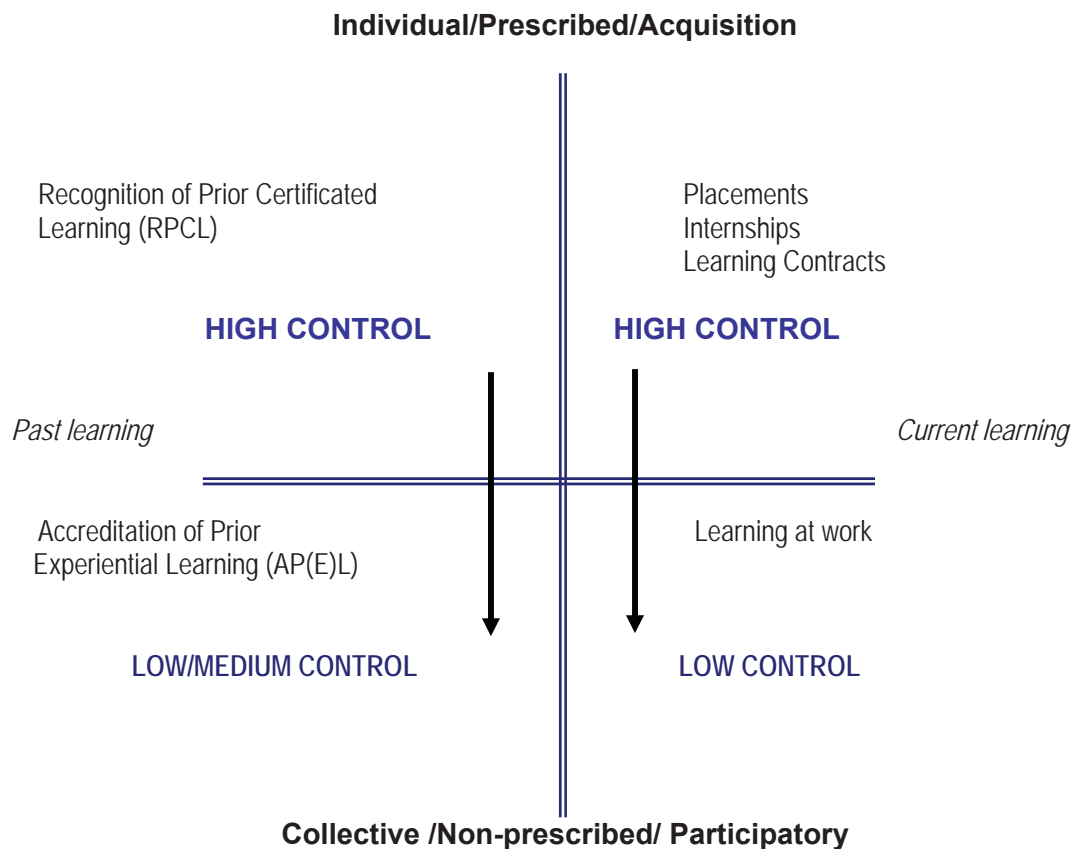 Individual/Prescribed/Acquisition
Recognition of Prior Certificated
Learning (RPCL)
Placements
Internships
Learning Contracts
HIGH CONTROL
HIGH CONTROL
Past learning
Current learning
Accreditation of Prior
Experiential Learning (AP(E)L)
Learning at work
LOW/MEDIUM CONTROL
LOW CONTROL
Collective /Non-prescribed/ Participatory